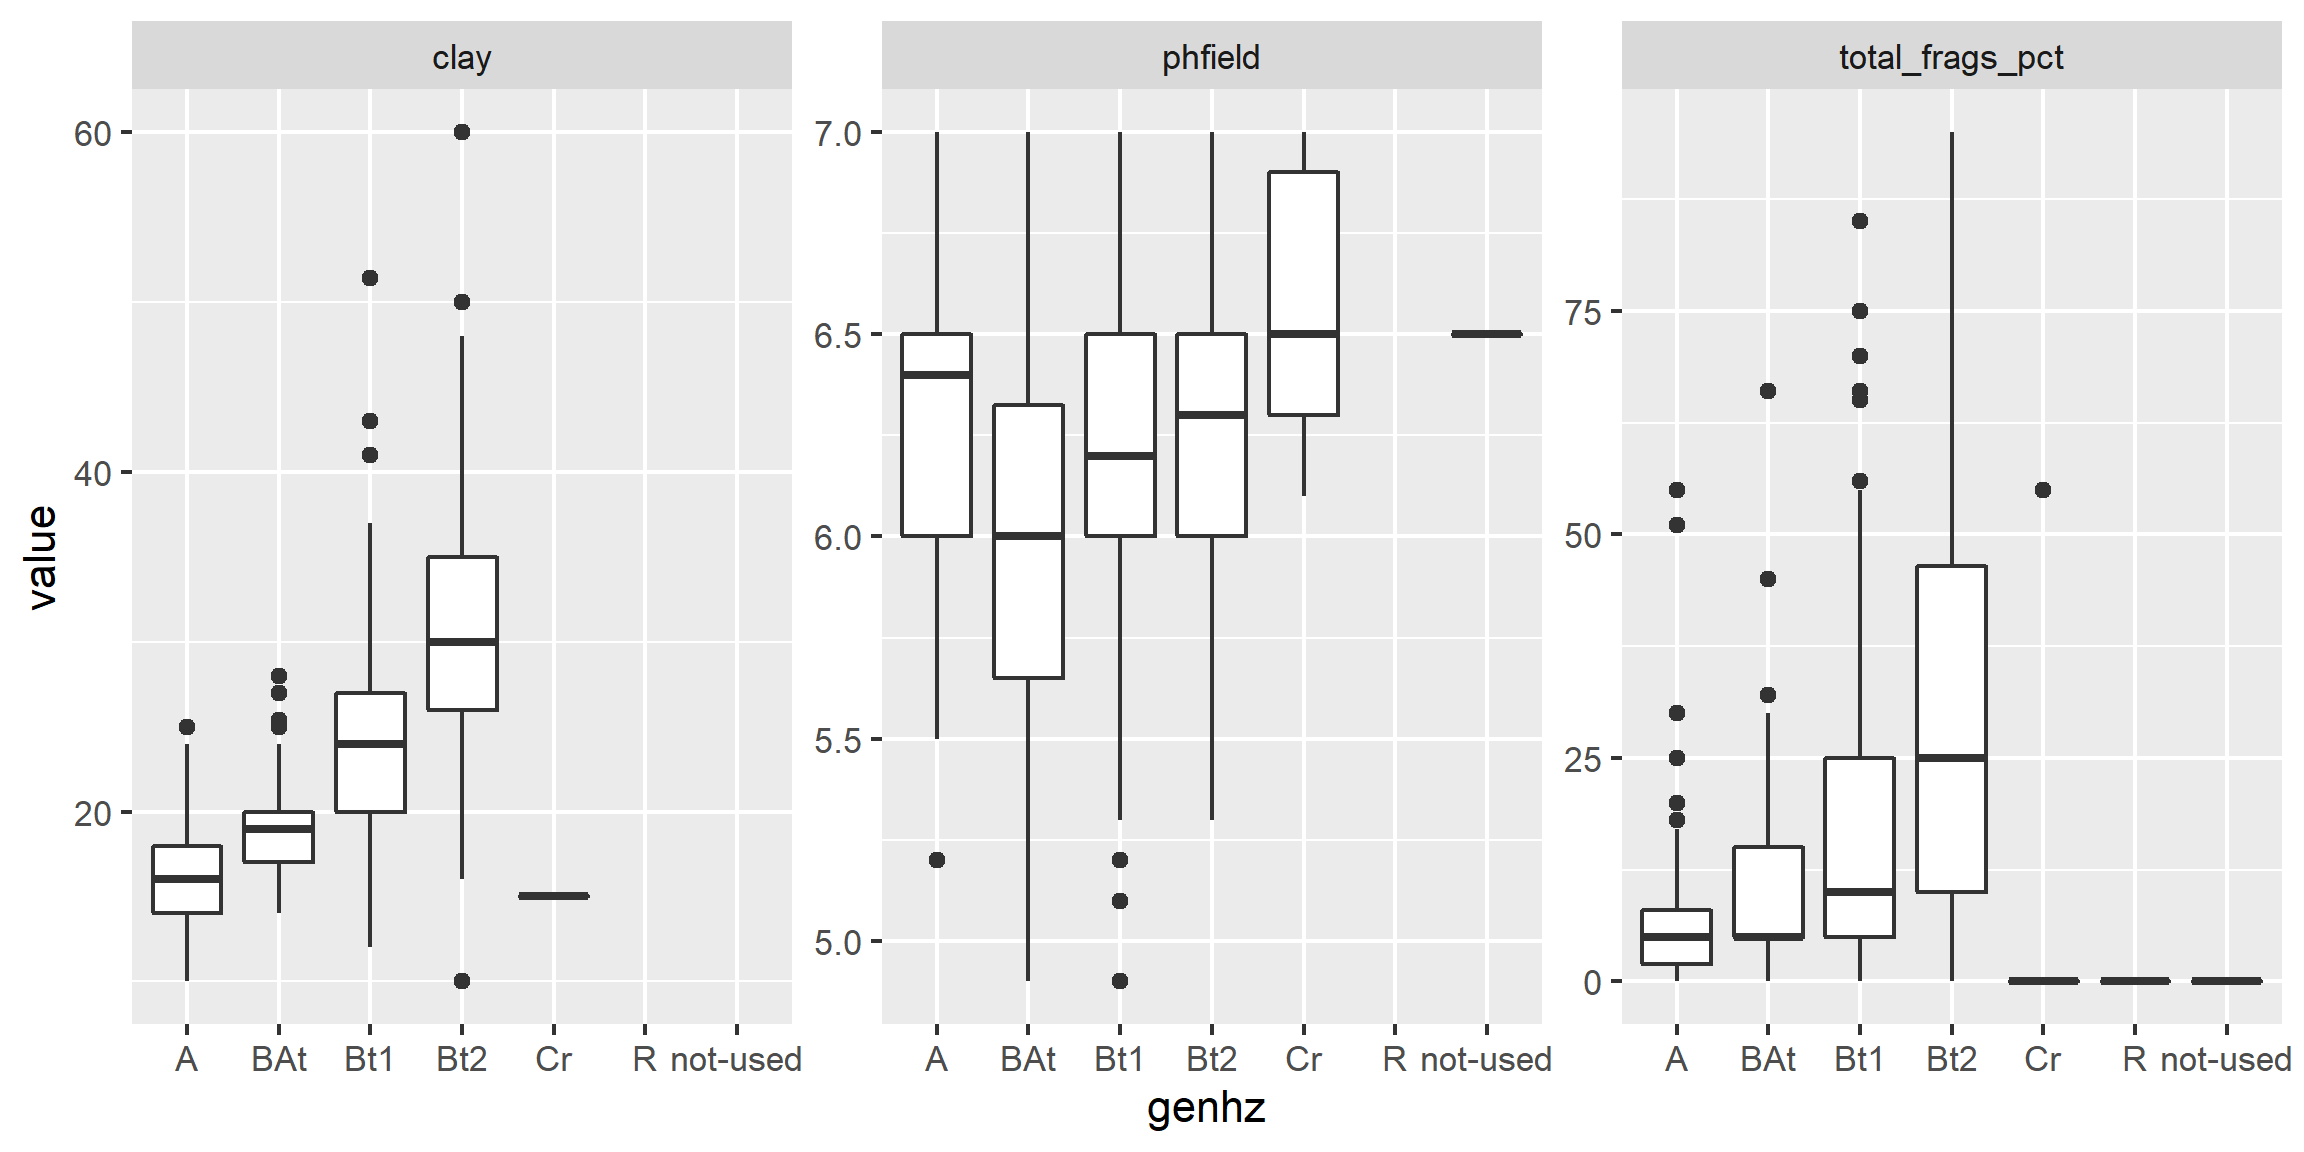 clay
phfield
total_frags_pct
value
60
40
20
7.0
6.5
6.0
5.5
5.0
75
50
25
0
A BAt Bt1 Bt2 Cr R not-used
A BAt Bt1 Bt2 Cr R not-used
A BAt Bt1 Bt2 Cr R not-used
genhz